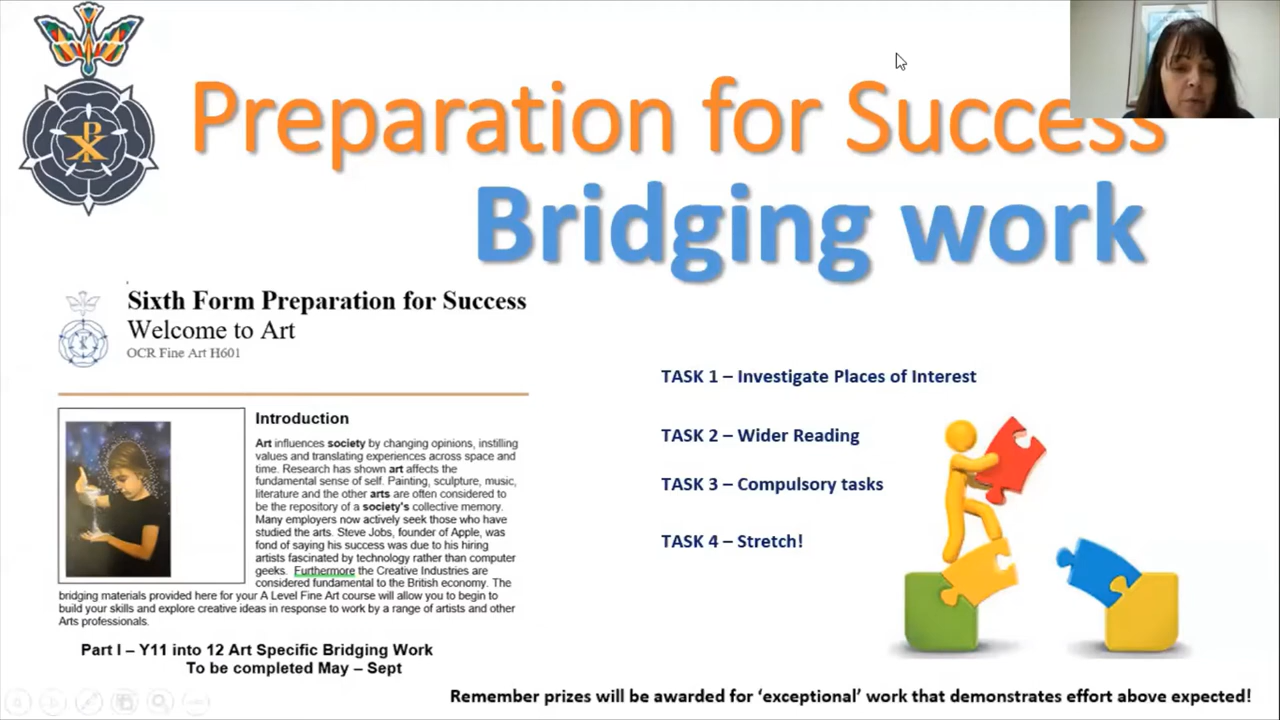 Preparation for Success
Bridging work
Sixth Form Preparation for Success
Welcome to Art
OCR Fine Art H601
Introduction
Art influences society by changing opinions, instilling
values and translating experiences across space and
time. Research has shown art affects the
fundamental sense of self. Painting, sculpture, music,
literature and the other arts are often considered to
be the repository of a society's collective memory.
Many employers now actively seek those who have
studied the arts. Steve Jobs, founder of Apple, was
fond of saying his success was due to his hiring
artists fascinated by technology rather than computer
geeks. Furthermore the Creative Industries are
considered fundamental to the British economy. The
bridging materials provided here for your A Level Fine Art course will allow you to begin to
build your skills and explore creative ideas in response to work by a range of artists and other
Arts professionals.
Part I – Y11 into 12 Art Specific Bridging Work
To be completed May – Sept
TASK 1 – Investigate Places of Interest
TASK 2 – Wider Reading
TASK 3 – Compulsory tasks
TASK 4 – Stretch!
Remember prizes will be awarded for 'exceptional' work that demonstrates effort above expected!